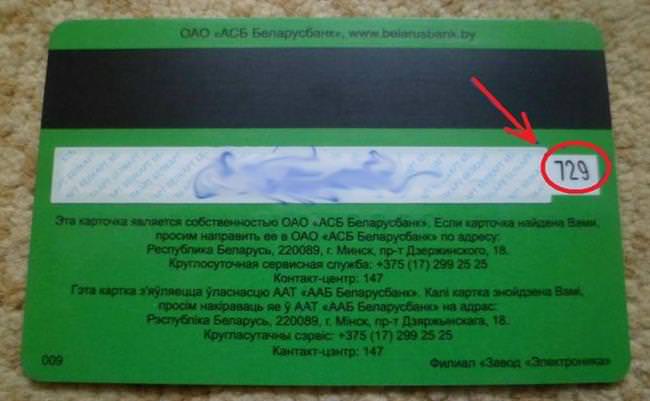 ОАО «АСБ Беларусбанк», www.belarusbank.by
729
Эта карточка является собственностью ОАО «АСБ Беларусбанк». Если карточка найдена Вами,
просим направить ее в ОАО «АСБ Беларусбанк» по адресу:
Республика Беларусь, 220089, г. Минск, пр-т Дзержинского, 18.
Круглосуточная сервисная служба: +375 (17) 299 25 25
Контакт-центр: 147
Гэта картка з'яўляецца ўласнасцю ААТ «ААБ Беларусбанк». Калі картка знойдзена Вамі,
просім накіраваць яе ў ААТ «ААБ Беларусбанк» на адрас:
Рэспубліка Беларусь, 220089, г. Мінск, пр-т Дзяржынскага, 18.
Кругласутачны сэрвіс: +375 (17) 299 25 25
Кантакт-цэнтр: 147
009
Филиал «Завод «Электроника»